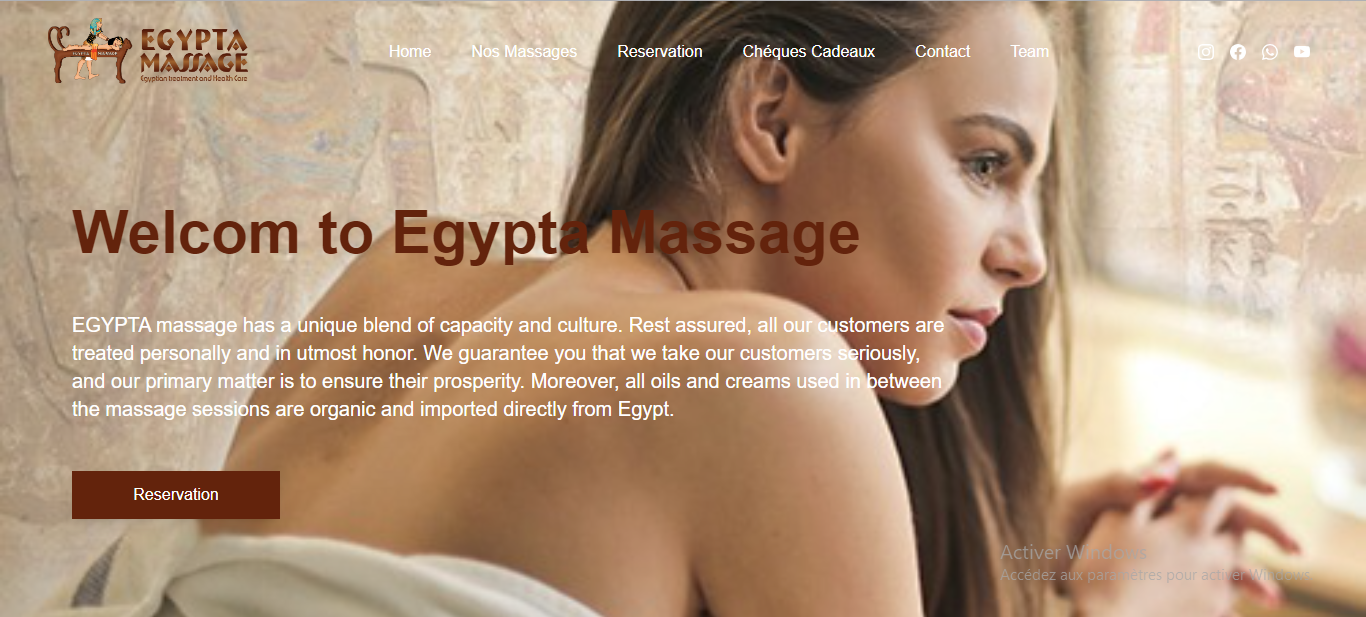 EGYPTA
MASSAGE
Egyptian treatment and Health Care
Home Nos Massages Reservation Chéques Cadeaux Contact Team
Welcom to Egypta Massage
EGYPTA massage has a unique blend of capacity and culture. Rest assured, all our customers are
treated personally and in utmost honor. We guarantee you that we take our customers seriously,
and our primary matter is to ensure their prosperity. Moreover, all oils and creams used in between
the massage sessions are organic and imported directly from Egypt.
Reservation
Activer Windows
Accédez aux paramètres pour activer Windows.